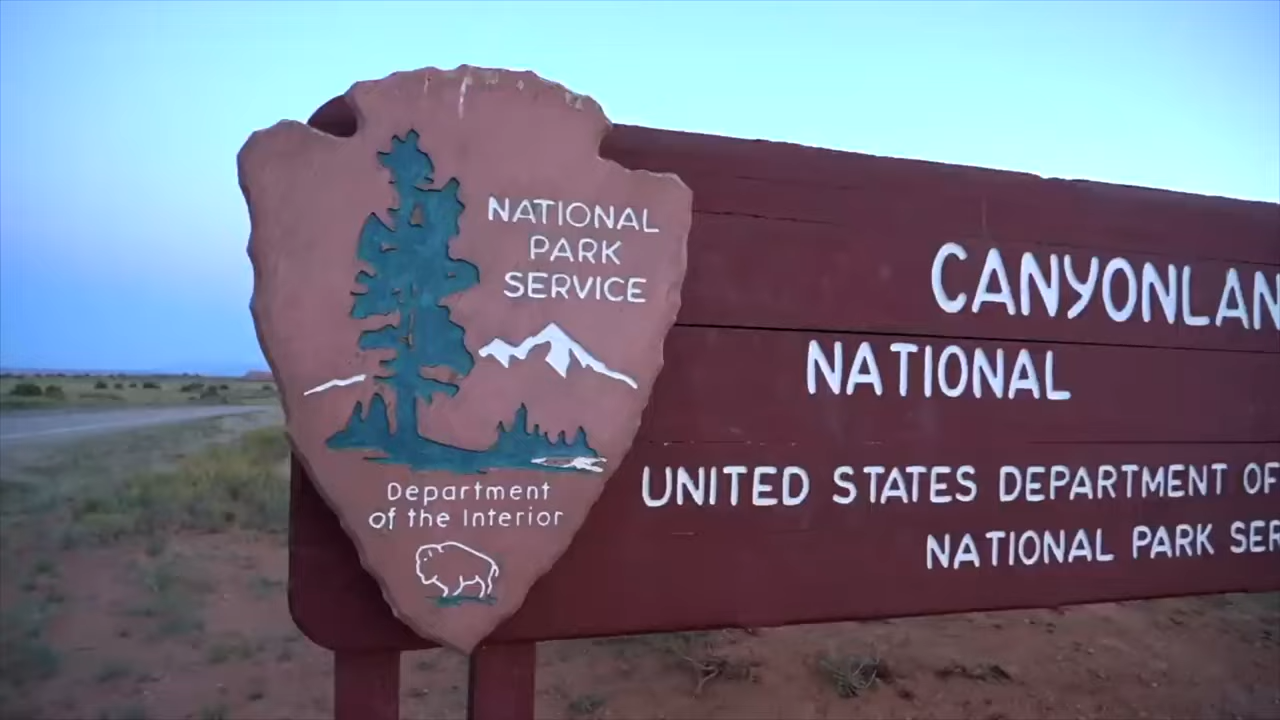 NATIONAL
PARK
SERVICE
Department
of the Interior
CANYONLAN
NATIONAL
UNITED STATES DEPARTMENT OF
NATIONAL PARK SER